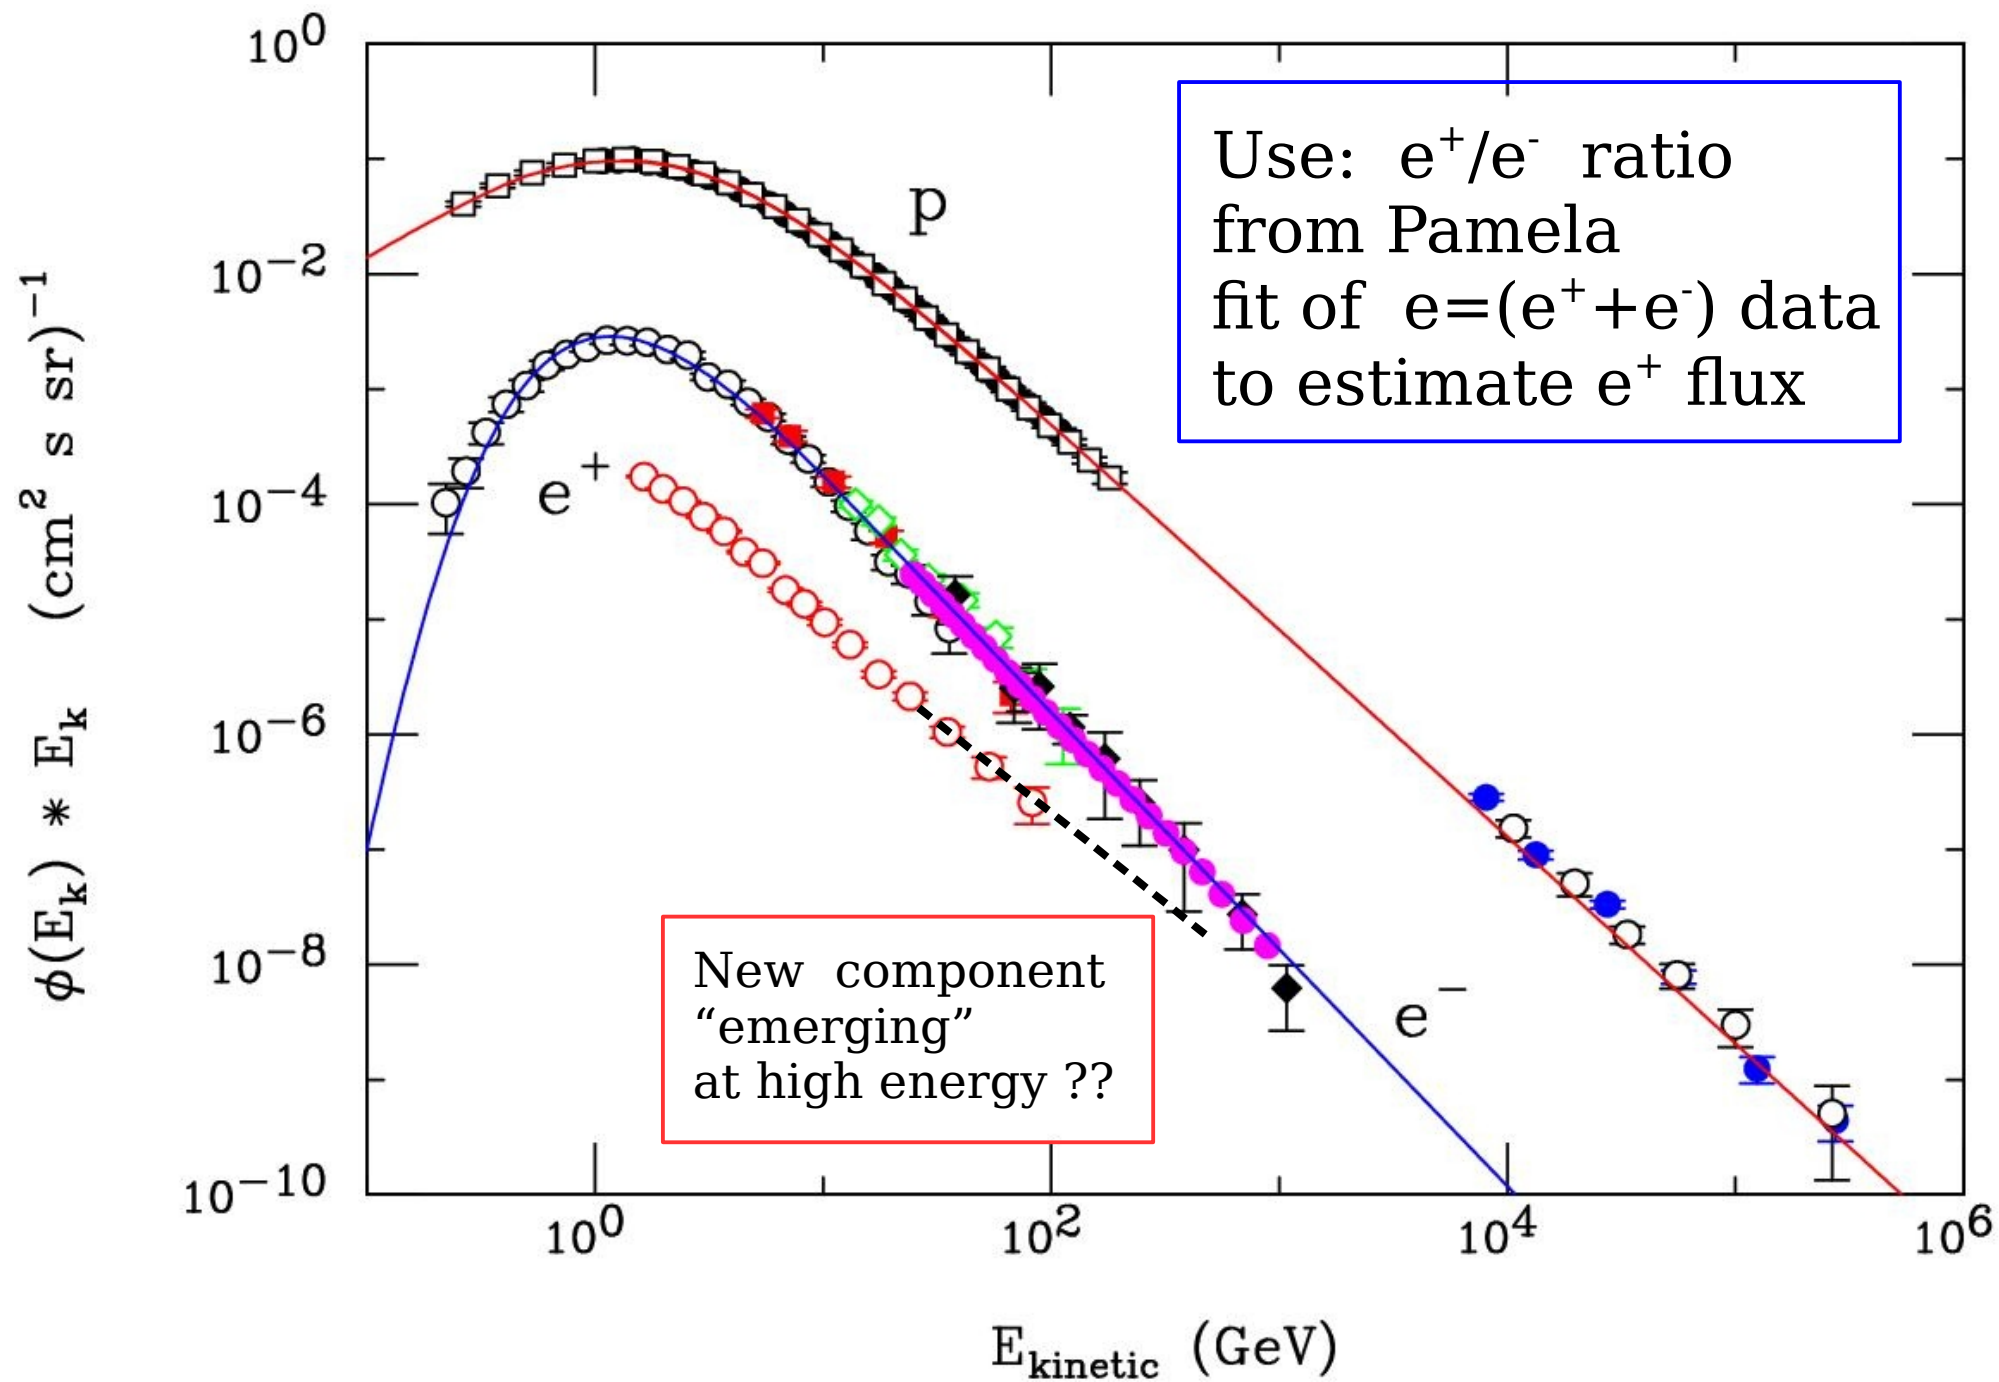 10⁰
10⁻²
10⁻⁴
10⁻⁶
10⁻⁸
10⁻¹⁰
ϕ(Eₖ) * Eₖ (cm² s sr)⁻¹
p
Use: e⁺/e⁻ ratio
from Pamela
fit of e=(e⁺+e⁻) data
to estimate e⁺ flux
e⁺
New component
“emerging”
at high energy ??
e⁻
10⁰ 10² 10⁴ 10⁶
E_kinetic (GeV)